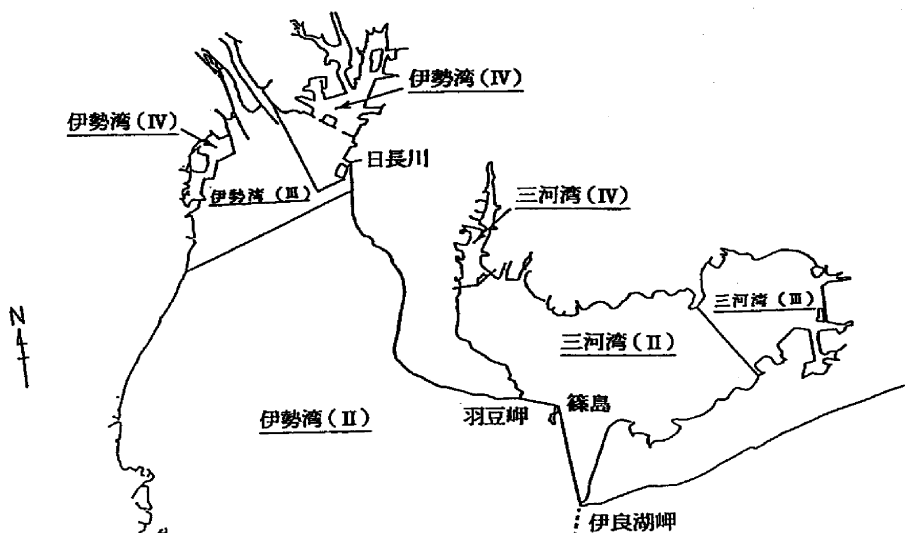 伊勢湾(Ⅳ)
伊勢湾(Ⅳ)
日長川
伊勢湾(Ⅲ)
三河湾(Ⅳ)
三河湾(Ⅲ)
N
三河湾(Ⅱ)
伊勢湾(Ⅱ)
羽豆岬
篠島
伊良湖岬